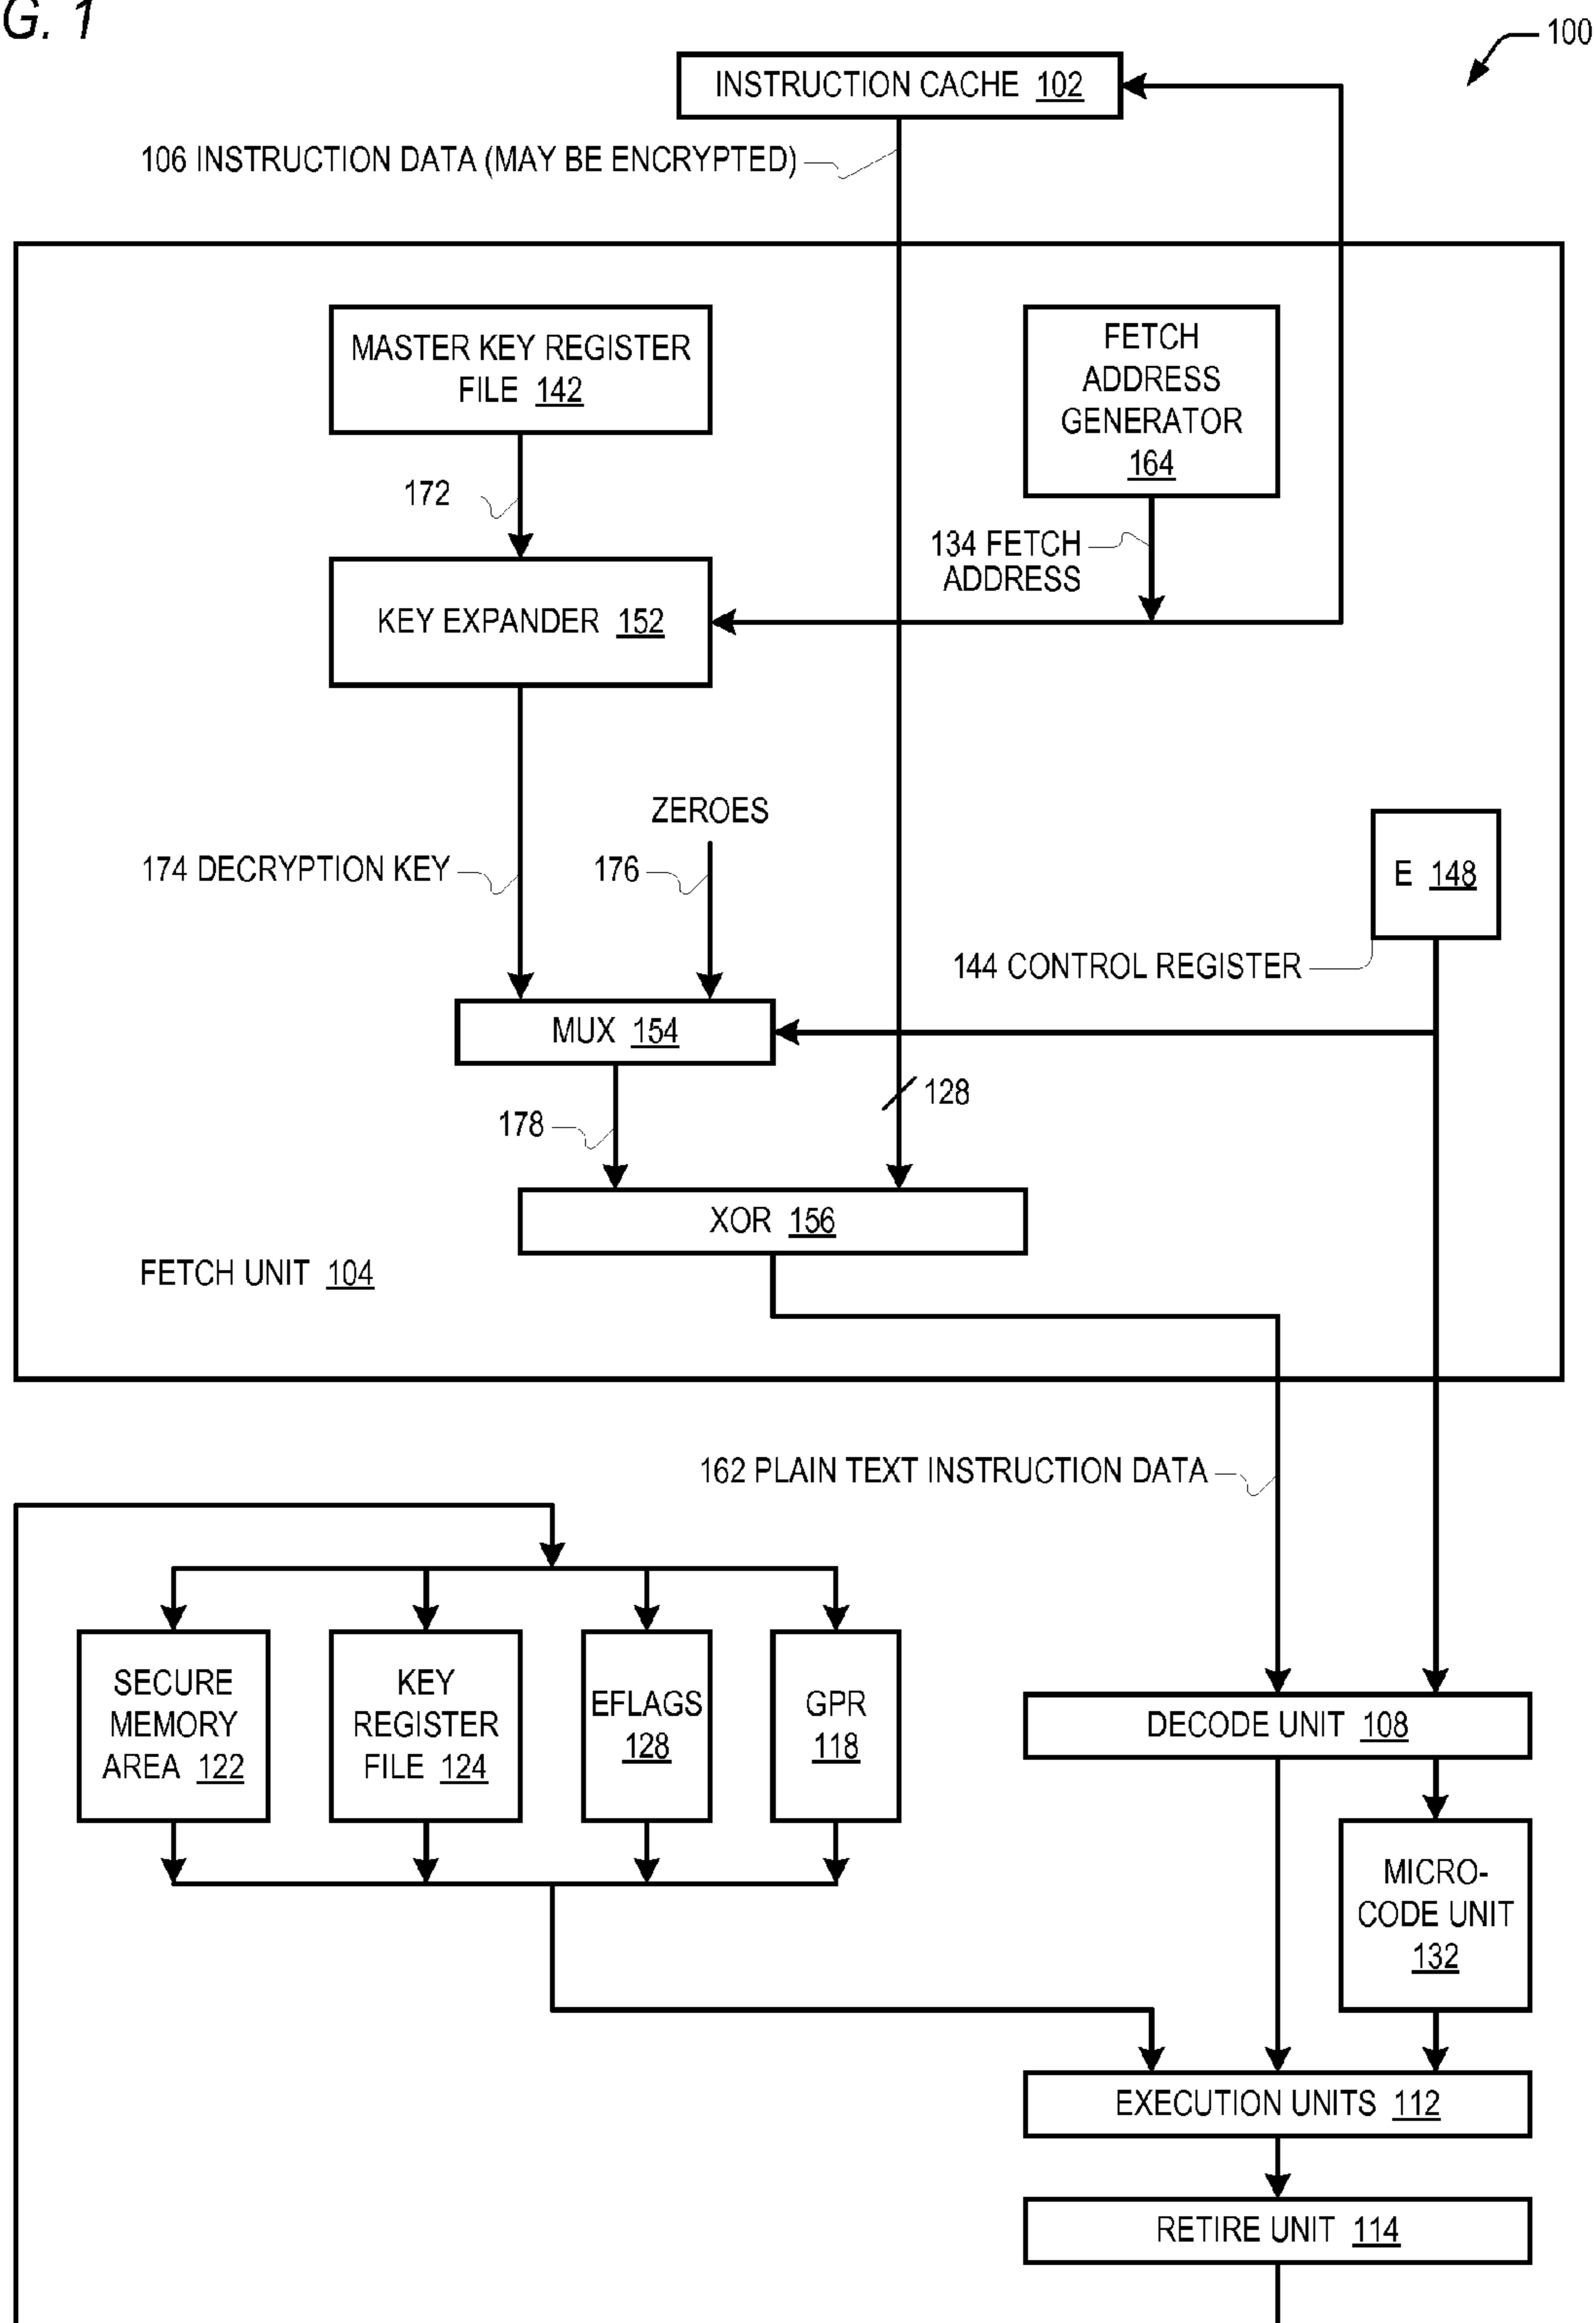 G. 1
100
INSTRUCTION CACHE 102
106 INSTRUCTION DATA (MAY BE ENCRYPTED)
MASTER KEY REGISTER
FILE 142
FETCH
ADDRESS
GENERATOR
164
172
134 FETCH
ADDRESS
KEY EXPANDER 152
ZEROES
174 DECRYPTION KEY
176
E 148
144 CONTROL REGISTER
MUX 154
128
178
XOR 156
FETCH UNIT 104
162 PLAIN TEXT INSTRUCTION DATA
SECURE
MEMORY
AREA 122
KEY
REGISTER
FILE 124
EFLAGS
128
GPR
118
DECODE UNIT 108
MICRO-
CODE UNIT
132
EXECUTION UNITS 112
RETIRE UNIT 114